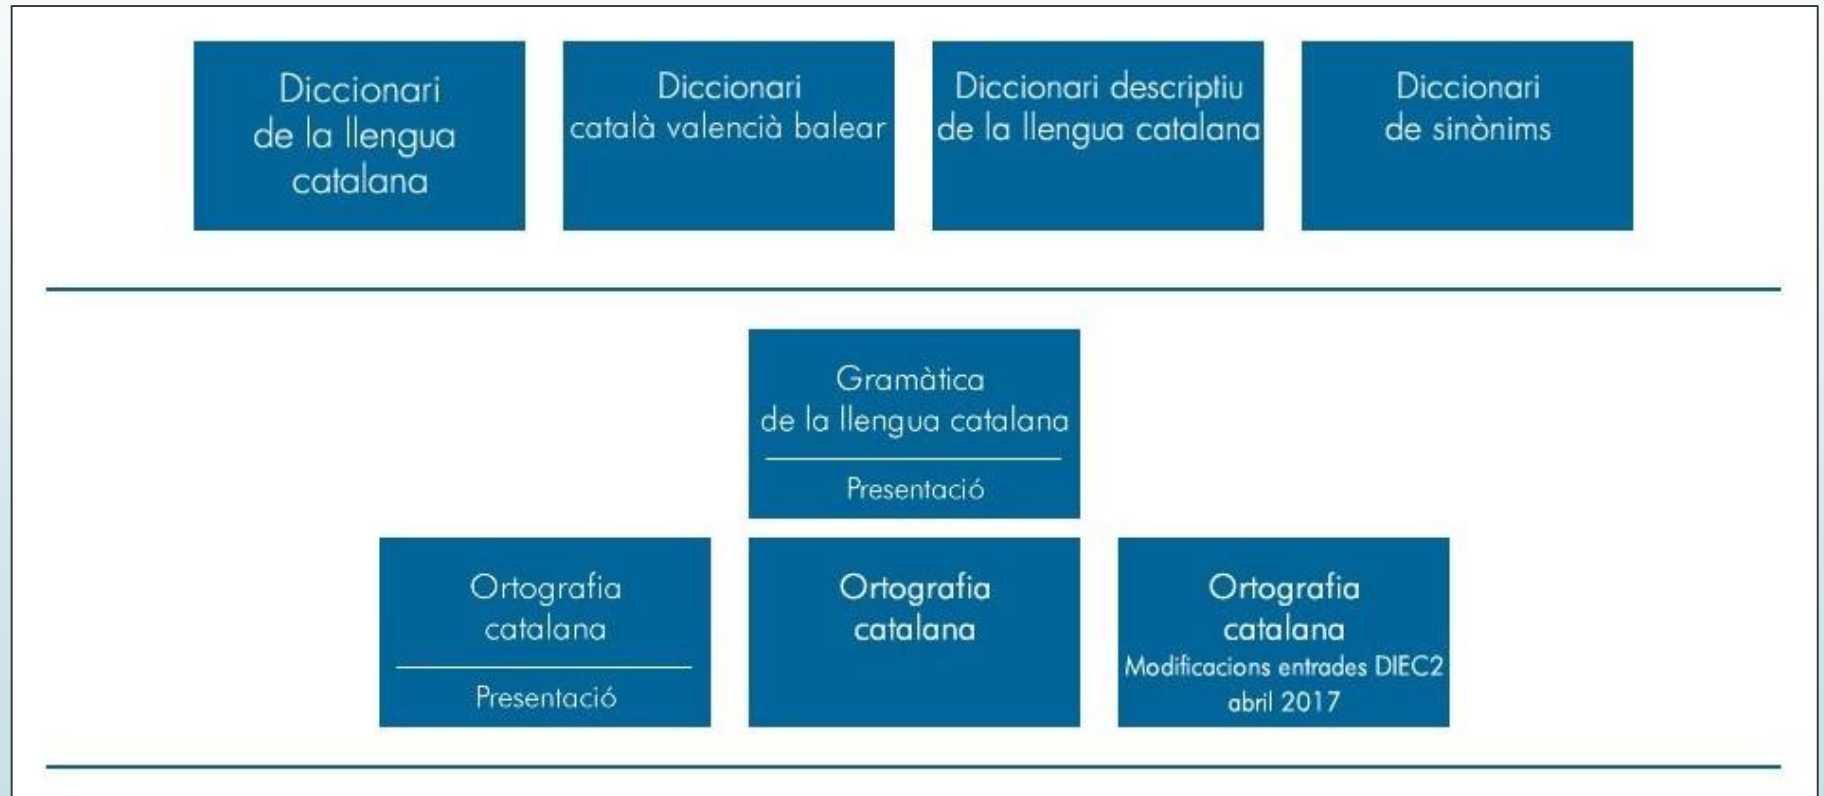 Diccionari
de la llengua
catalana
Diccionari
català valencià balear
Diccionari descriptiu
de la llengua catalana
Diccionari
de sinònims
Gramàtica
de la llengua catalana
Presentació
Ortografia
catalana
Presentació
Ortografia
catalana
Ortografia
catalana
Modificacions entrades DIEC2
abril 2017